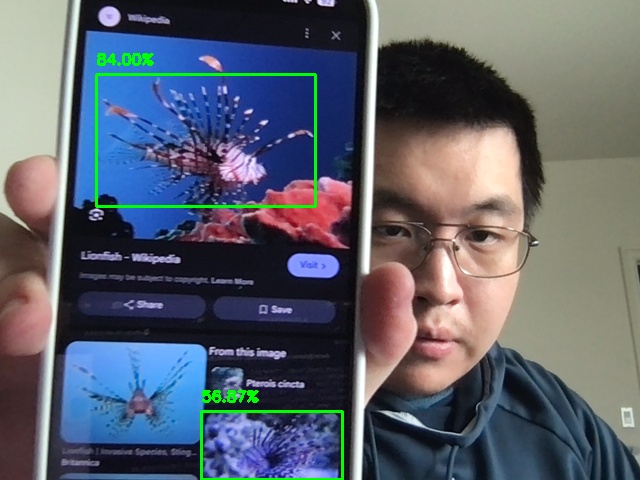 Wikipedia
84.00%
Lionfish - Wikipedia
Visit >
Images may be subject to copyright. Learn More
Share
Save
From this image
Pterois cincta
56.87%
Lionfish | Invasive Species, Sting...
Britannica